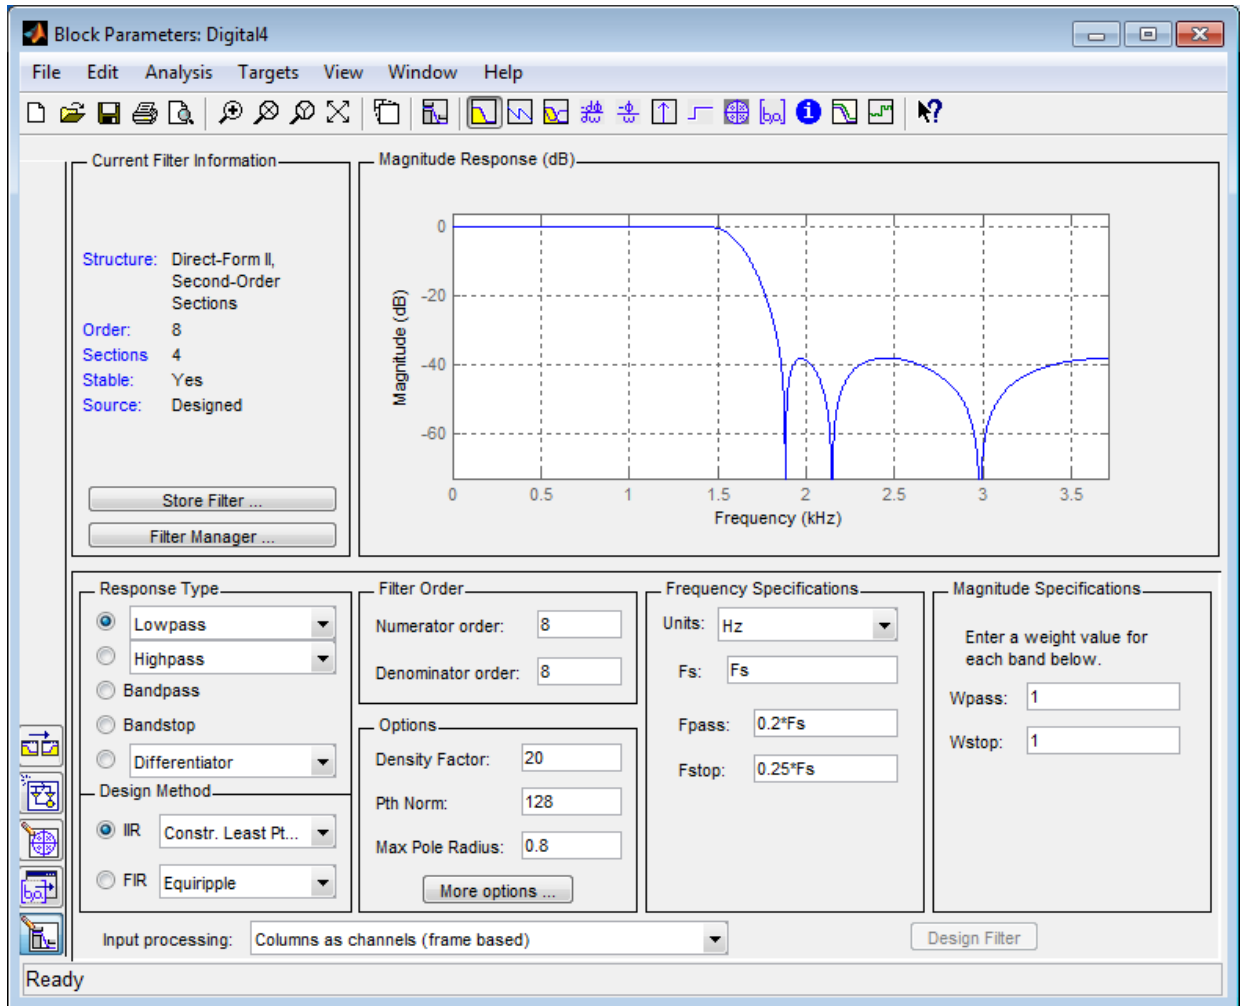 Block Parameters: Digital4
File Edit Analysis Targets View Window Help
Current Filter Information
Structure: Direct-Form II,
Second-Order
Sections
Order: 8
Sections 4
Stable: Yes
Source: Designed
Store Filter ...
Filter Manager ...
Magnitude Response (dB)
Magnitude (dB)
0
-20
-40
-60
0 0.5 1 1.5 2 2.5 3 3.5
Frequency (kHz)
Response Type
Lowpass
Highpass
Bandpass
Bandstop
Differentiator
Design Method
IIR Constr. Least Pt...
FIR Equiripple
Filter Order
Numerator order: 8
Denominator order: 8
Options
Density Factor: 20
Pth Norm: 128
Max Pole Radius: 0.8
More options ...
Frequency Specifications
Units: Hz
Fs: Fs
Fpass: 0.2*Fs
Fstop: 0.25*Fs
Magnitude Specifications
Enter a weight value for
each band below.
Wpass: 1
Wstop: 1
Input processing: Columns as channels (frame based)
Design Filter
Ready